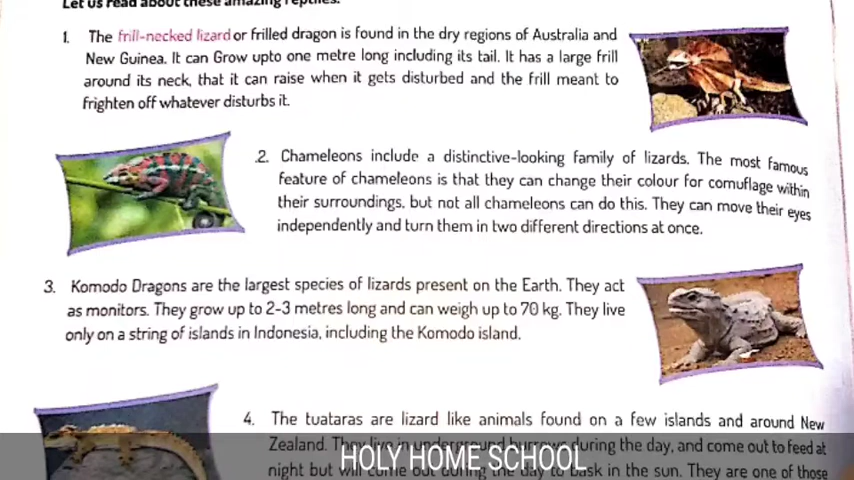 Let us read about these amazing reptiles.
1. The frill-necked lizard or frilled dragon is found in the dry regions of Australia and
New Guinea. It can Grow upto one metre long including its tail. It has a large frill
around its neck, that it can raise when it gets disturbed and the frill meant to
frighten off whatever disturbs it.
.2. Chameleons include a distinctive-looking family of lizards. The most famous
feature of chameleons is that they can change their colour for comuflage within
their surroundings, but not all chameleons can do this. They can move their eyes
independently and turn them in two different directions at once.
3. Komodo Dragons are the largest species of lizards present on the Earth. They act
as monitors. They grow up to 2-3 metres long and can weigh up to 70 kg. They live
only on a string of islands in Indonesia, including the Komodo island.
4. The tuataras are lizard like animals found on a few islands and around New
Zealand. They live in underground burrows during the day, and come out to feed at
night but will come out during the day to bask in the sun. They are one of those
HOLY HOME SCHOOL